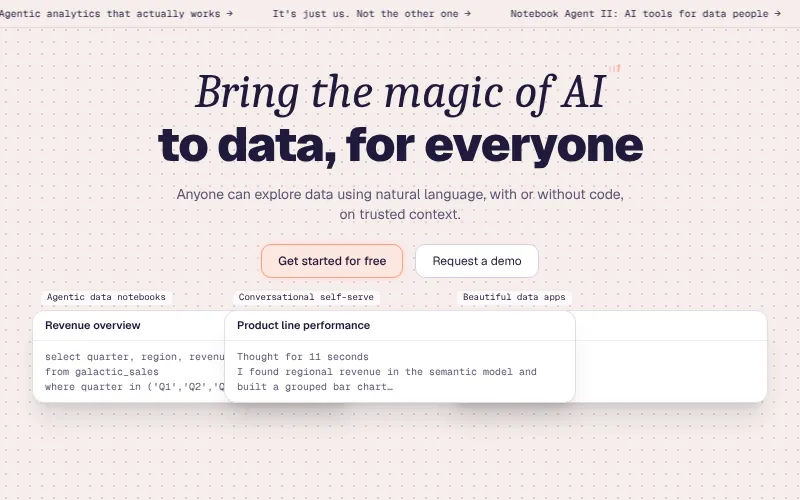 Agentic analytics that actually works →
It's just us. Not the other one →
Notebook Agent II: AI tools for data people →
Bring the magic of AI
to data, for everyone
Anyone can explore data using natural language, with or without code,
on trusted context.
Get started for free
Request a demo
Agentic data notebooks
Conversational self-serve
Beautiful data apps
Revenue overview
select quarter, region, revenu
from galactic_sales
where quarter in ('Q1','Q2','Q
Product line performance
Thought for 11 seconds
I found regional revenue in the semantic model and
built a grouped bar chart…